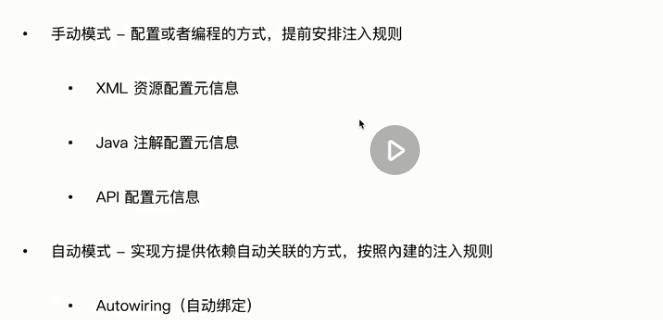 • 手动模式 – 配置或者编程的方式，提前安排注入规则
• XML 资源配置元信息
• Java 注解配置元信息
• API 配置元信息
• 自动模式 – 实现方提供依赖自动关联的方式，按照內建的注入规则
• Autowiring（自动绑定）